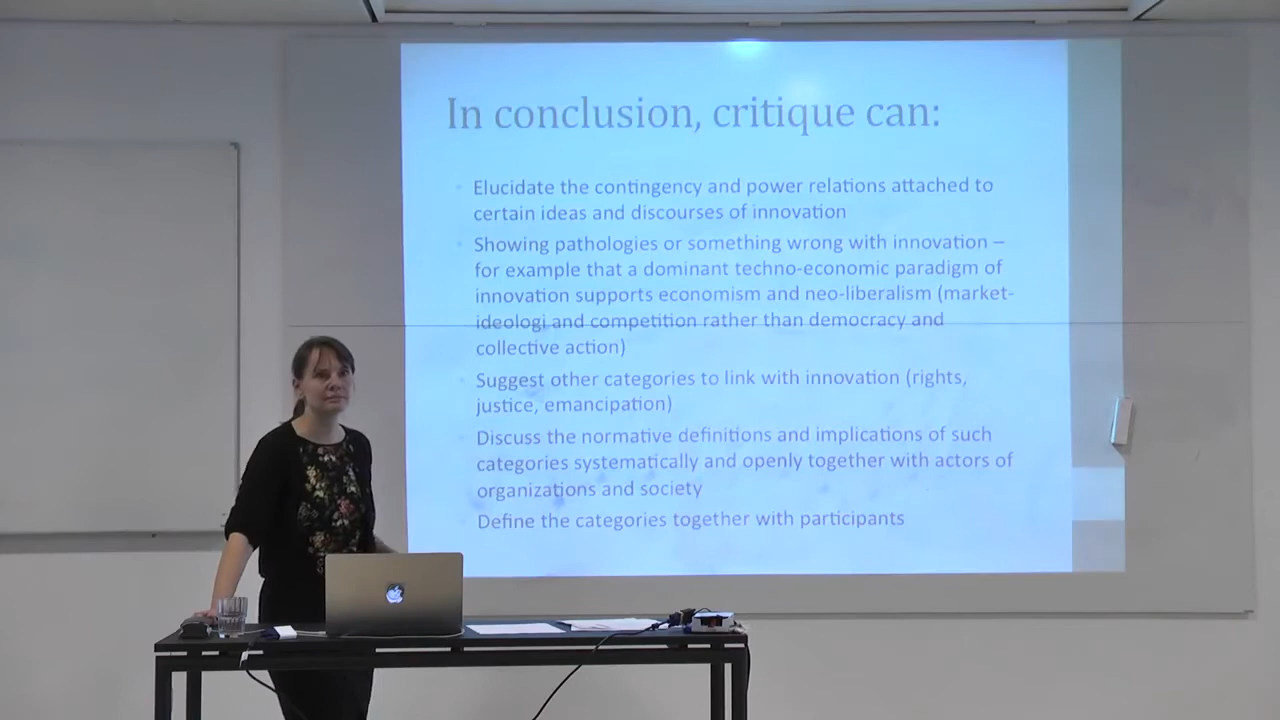 In conclusion, critique can:
Elucidate the contingency and power relations attached to
certain ideas and discourses of innovation
Showing pathologies or something wrong with innovation –
for example that a dominant techno-economic paradigm of
innovation supports economism and neo-liberalism (market-
ideologi and competition rather than democracy and
collective action)
Suggest other categories to link with innovation (rights,
justice, emancipation)
Discuss the normative definitions and implications of such
categories systematically and openly together with actors of
organizations and society
Define the categories together with participants